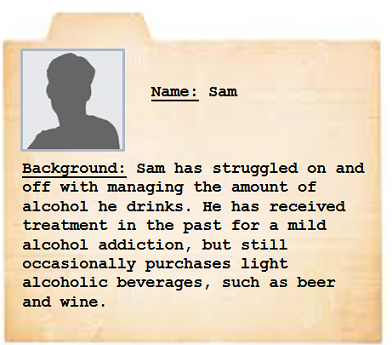 Name: Sam
Background: Sam has struggled on and
off with managing the amount of
alcohol he drinks. He has received
treatment in the past for a mild
alcohol addiction, but still
occasionally purchases light
alcoholic beverages, such as beer
and wine.